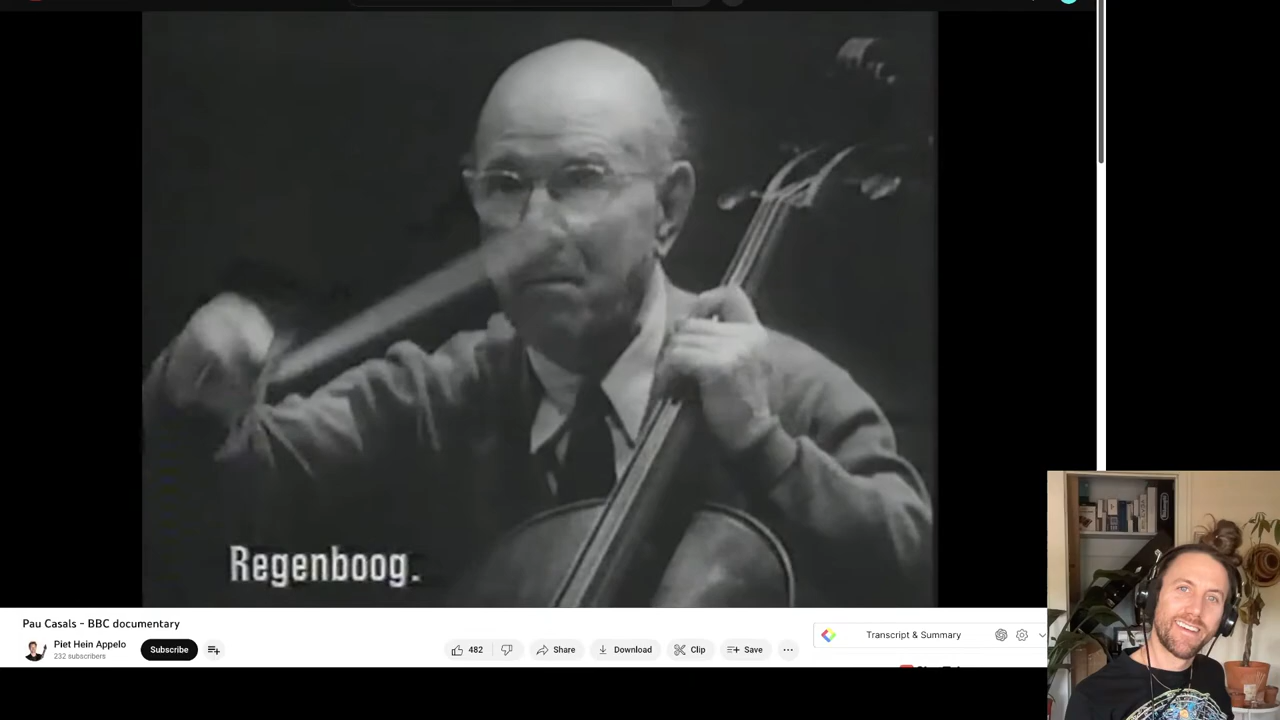 Regenboog.
Pau Casals - BBC documentary
Piet Hein Appelo
232 subscribers
Subscribe
482
Share
Download
Clip
Save
Transcript & Summary